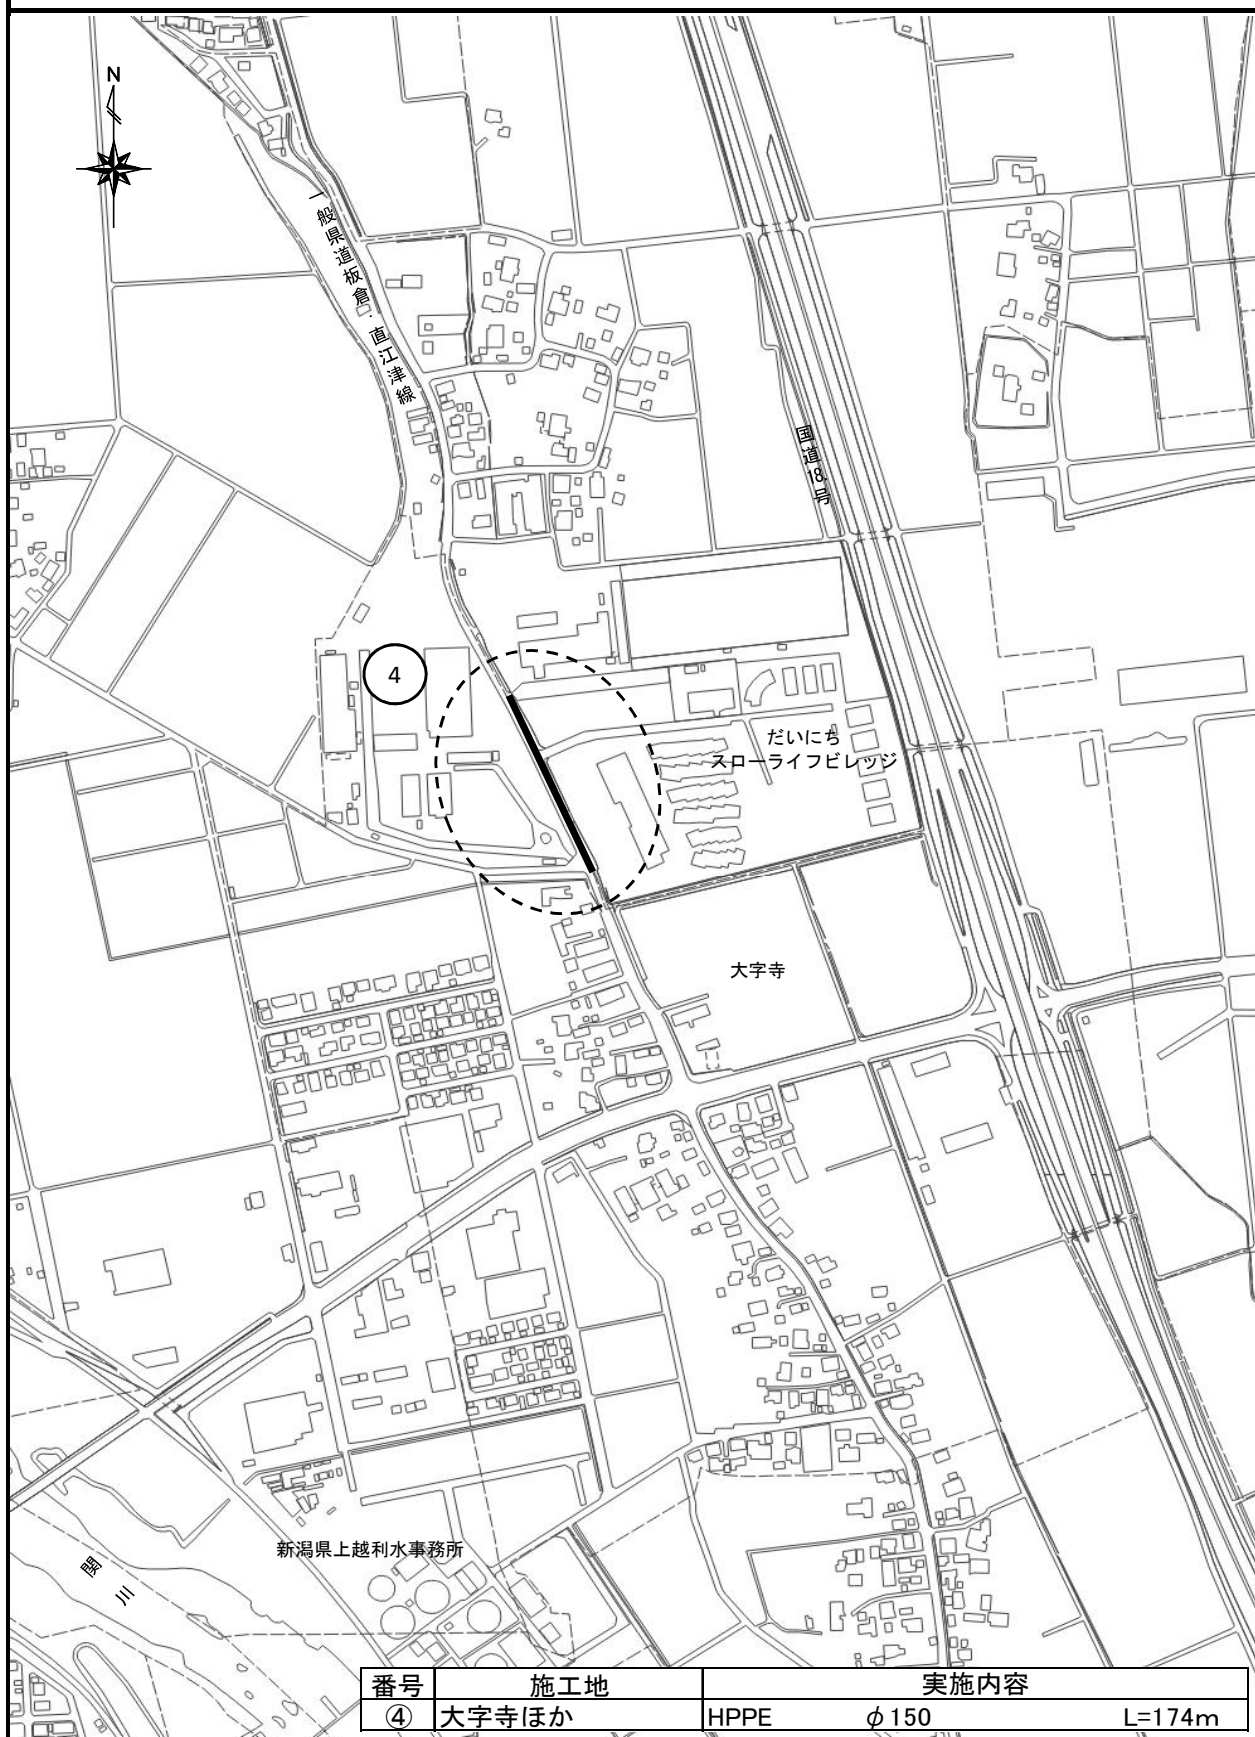 N
一般県道板倉・直江津線
国道18号
4
だいにち
スローライフビレッジ
大字寺
新潟県上越利水事務所
関川
番号 施工地 実施内容
④ 大字寺ほか HPPE φ150 L=174m